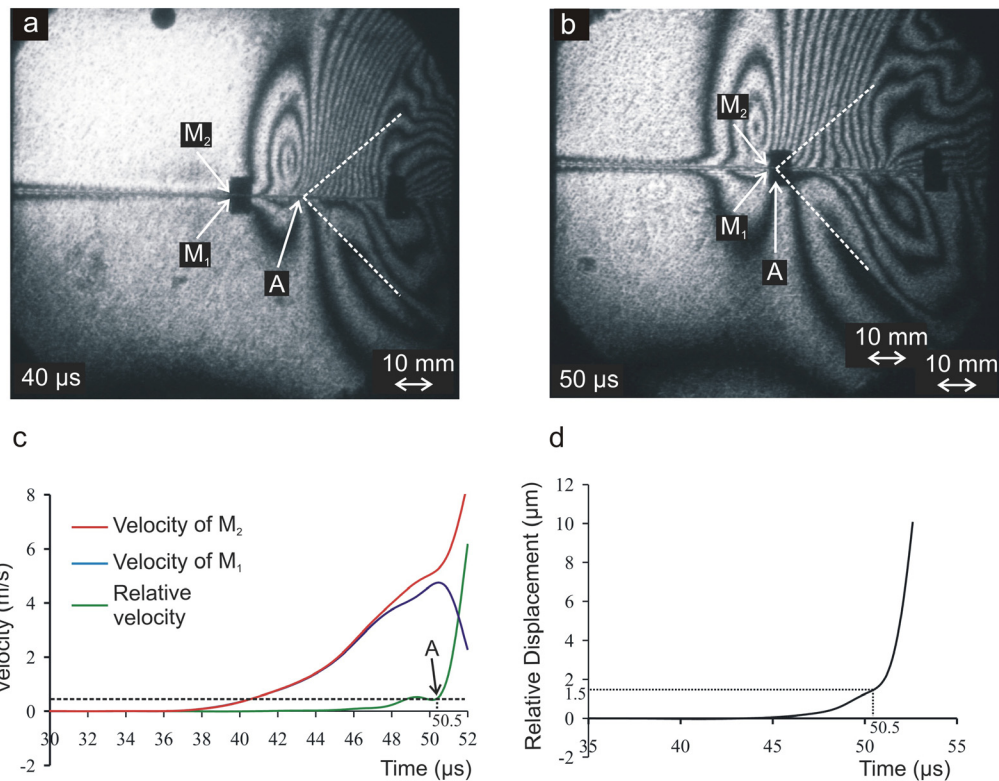 a
M2
M1
A
40 µs
10 mm
b
M2
M1
A
50 µs
10 mm
10 mm
c
Velocity (m/s)
8
6
4
2
0
-2
Velocity of M2
Velocity of M1
Relative
velocity
A
50.5
30 32 34 36 38 40 42 44 46 48 50 52
Time (µs)
d
Relative Displacement (µm)
12
10
8
6
4
2
1.5
0
-2
50.5
35 40 45 50 55
Time (µs)